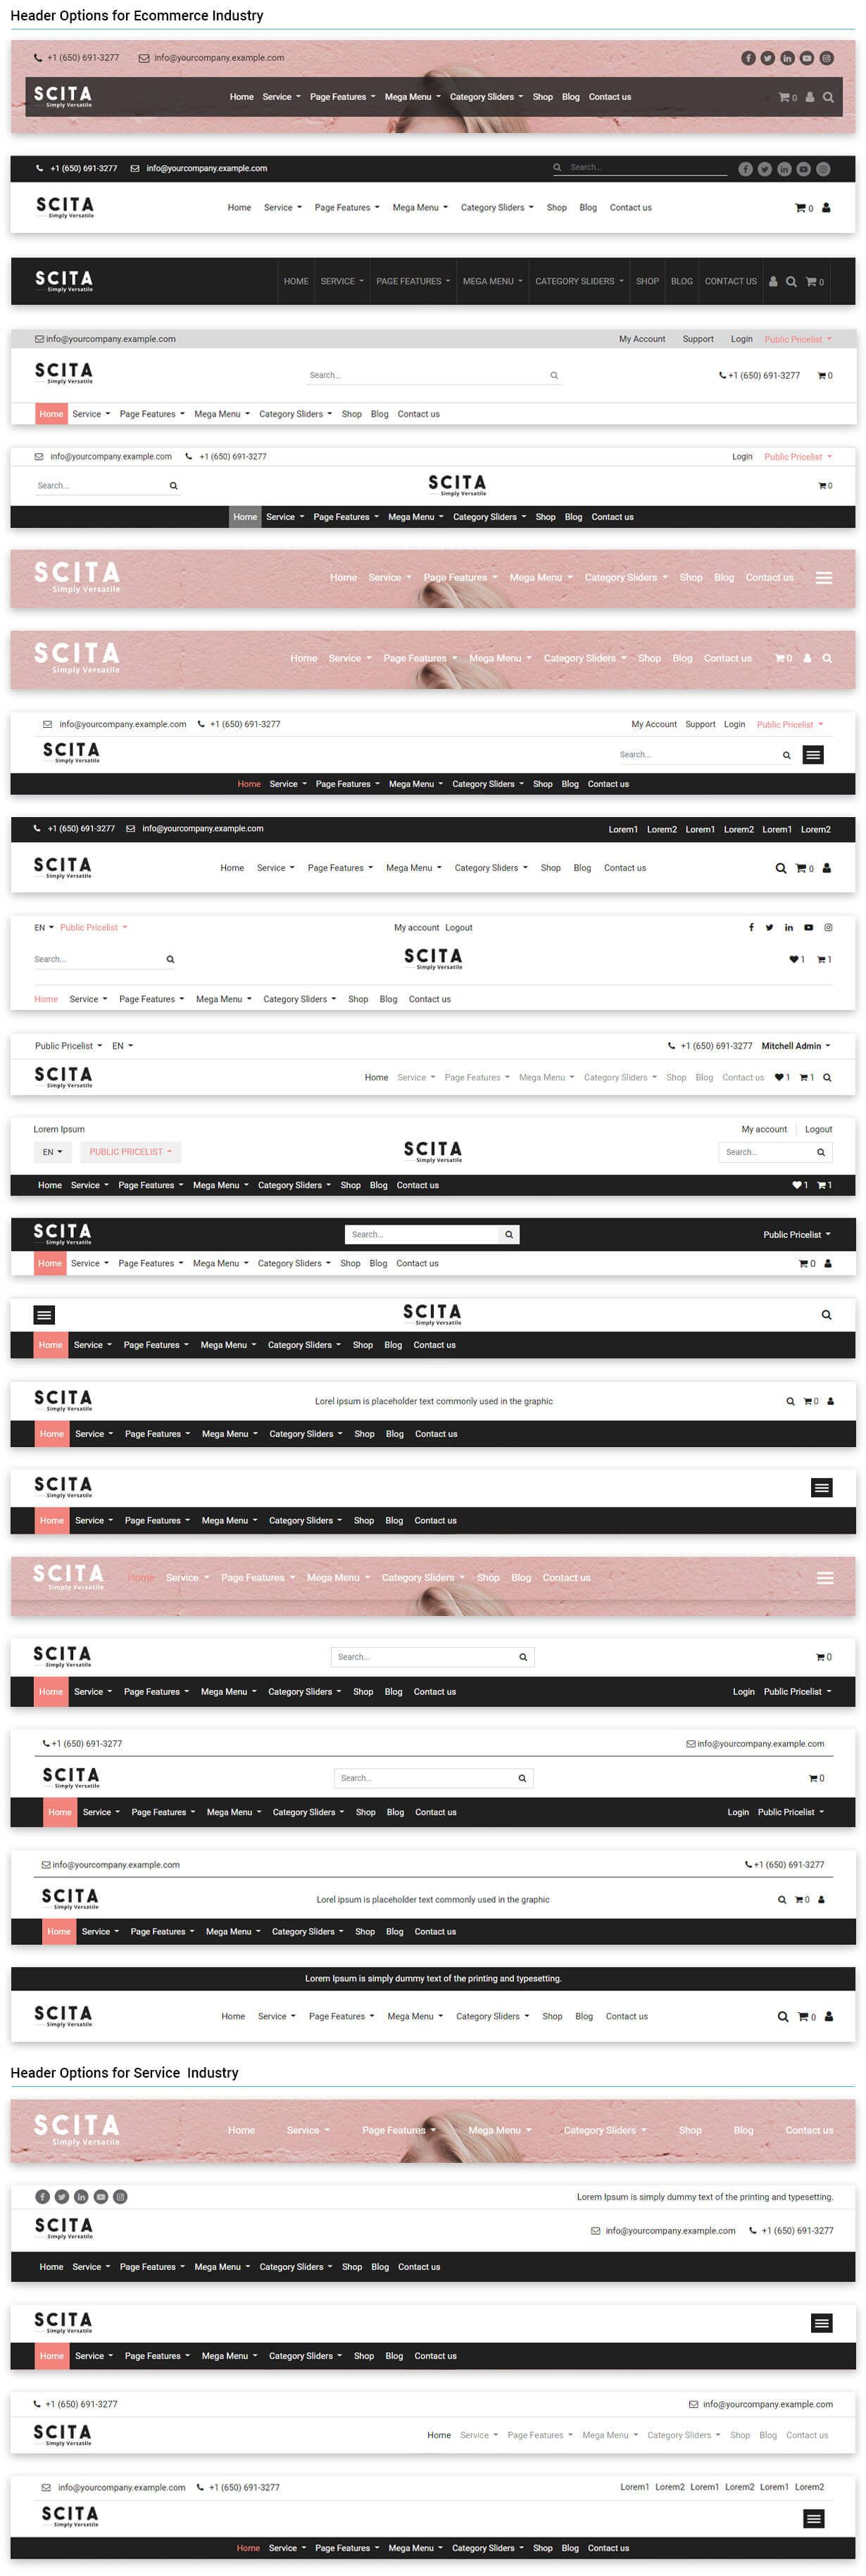 Header Options for Ecommerce Industry
+1 (650) 691-3277 info@yourcompany.example.com
SCITA Home Service Page Features Mega Menu Category Sliders Shop Blog Contact us 0
Simply Versatile
+1 (650) 691-3277 info@yourcompany.example.com Search...
SCITA Home Service Page Features Mega Menu Category Sliders Shop Blog Contact us 0
Simply Versatile
SCITA HOME SERVICE PAGE FEATURES MEGA MENU CATEGORY SLIDERS SHOP BLOG CONTACT US 0
Simply Versatile
info@yourcompany.example.com My Account Support Login Public Pricelist
SCITA Search... +1 (650) 691-3277 0
Simply Versatile
Home Service Page Features Mega Menu Category Sliders Shop Blog Contact us
info@yourcompany.example.com +1 (650) 691-3277 Login Public Pricelist
Search... SCITA 0
Simply Versatile
Home Service Page Features Mega Menu Category Sliders Shop Blog Contact us
SCITA Home Service Page Features Mega Menu Category Sliders Shop Blog Contact us
Simply Versatile
SCITA Home Service Page Features Mega Menu Category Sliders Shop Blog Contact us 0
Simply Versatile
info@yourcompany.example.com +1 (650) 691-3277 My Account Support Login Public Pricelist
SCITA Search...
Simply Versatile
Home Service Page Features Mega Menu Category Sliders Shop Blog Contact us
+1 (650) 691-3277 info@yourcompany.example.com Lorem1 Lorem2 Lorem1 Lorem2 Lorem1 Lorem2
SCITA Home Service Page Features Mega Menu Category Sliders Shop Blog Contact us 0
Simply Versatile
EN Public Pricelist My account Logout
Search... SCITA 1 1
Simply Versatile
Home Service Page Features Mega Menu Category Sliders Shop Blog Contact us
Public Pricelist EN +1 (650) 691-3277 Mitchell Admin
SCITA Home Service Page Features Mega Menu Category Sliders Shop Blog Contact us 1 1
Simply Versatile
Lorem Ipsum My account Logout
EN PUBLIC PRICELIST SCITA Search...
Simply Versatile
Home Service Page Features Mega Menu Category Sliders Shop Blog Contact us 1 1
SCITA Search... Public Pricelist
Simply Versatile
Home Service Page Features Mega Menu Category Sliders Shop Blog Contact us 0
SCITA
Simply Versatile
Home Service Page Features Mega Menu Category Sliders Shop Blog Contact us
SCITA Lorel ipsum is placeholder text commonly used in the graphic 0
Simply Versatile
Home Service Page Features Mega Menu Category Sliders Shop Blog Contact us
SCITA
Simply Versatile
Home Service Page Features Mega Menu Category Sliders Shop Blog Contact us
SCITA Home Service Page Features Mega Menu Category Sliders Shop Blog Contact us
Simply Versatile
SCITA Search... 0
Simply Versatile
Home Service Page Features Mega Menu Category Sliders Shop Blog Contact us Login Public Pricelist
+1 (650) 691-3277 info@yourcompany.example.com
SCITA Search... 0
Simply Versatile
Home Service Page Features Mega Menu Category Sliders Shop Blog Contact us Login Public Pricelist
info@yourcompany.example.com +1 (650) 691-3277
SCITA Lorel ipsum is placeholder text commonly used in the graphic 0
Simply Versatile
Home Service Page Features Mega Menu Category Sliders Shop Blog Contact us
Lorem Ipsum is simply dummy text of the printing and typesetting.
SCITA Home Service Page Features Mega Menu Category Sliders Shop Blog Contact us 0
Simply Versatile
Header Options for Service Industry
SCITA Home Service Page Features Mega Menu Category Sliders Shop Blog Contact us
Simply Versatile
Lorem Ipsum is simply dummy text of the printing and typesetting.
SCITA info@yourcompany.example.com +1 (650) 691-3277
Simply Versatile
Home Service Page Features Mega Menu Category Sliders Shop Blog Contact us
SCITA
Simply Versatile
Home Service Page Features Mega Menu Category Sliders Shop Blog Contact us
+1 (650) 691-3277 info@yourcompany.example.com
SCITA Home Service Page Features Mega Menu Category Sliders Shop Blog Contact us
Simply Versatile
info@yourcompany.example.com +1 (650) 691-3277 Lorem1 Lorem2 Lorem1 Lorem2 Lorem1 Lorem2
SCITA
Simply Versatile
Home Service Page Features Mega Menu Category Sliders Shop Blog Contact us